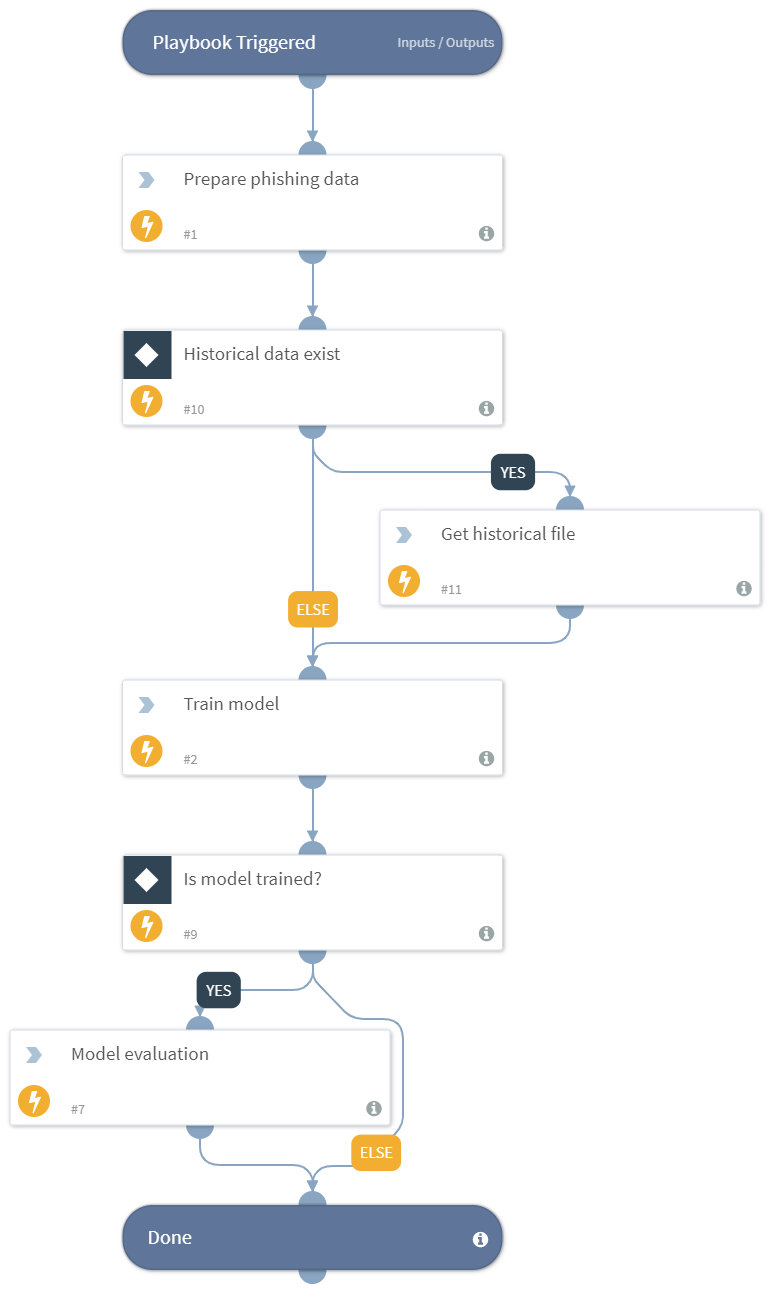 Playbook Triggered
Inputs / Outputs
Prepare phishing data
#1
Historical data exist
#10
YES
Get historical file
#11
ELSE
Train model
#2
Is model trained?
#9
YES
Model evaluation
#7
ELSE
Done